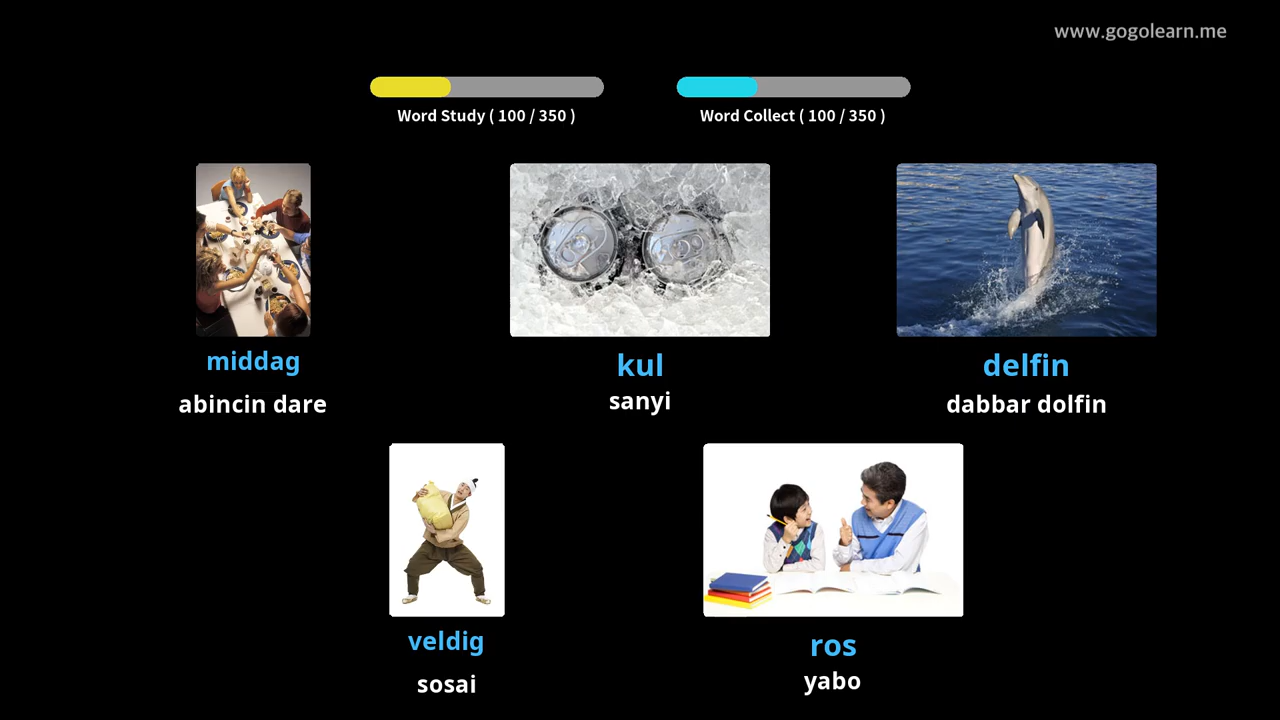 www.gogolearn.me
Word Study ( 100 / 350 )
Word Collect ( 100 / 350 )
middag
abincin dare
kul
sanyi
delfin
dabbar dolfin
veldig
sosai
ros
yabo